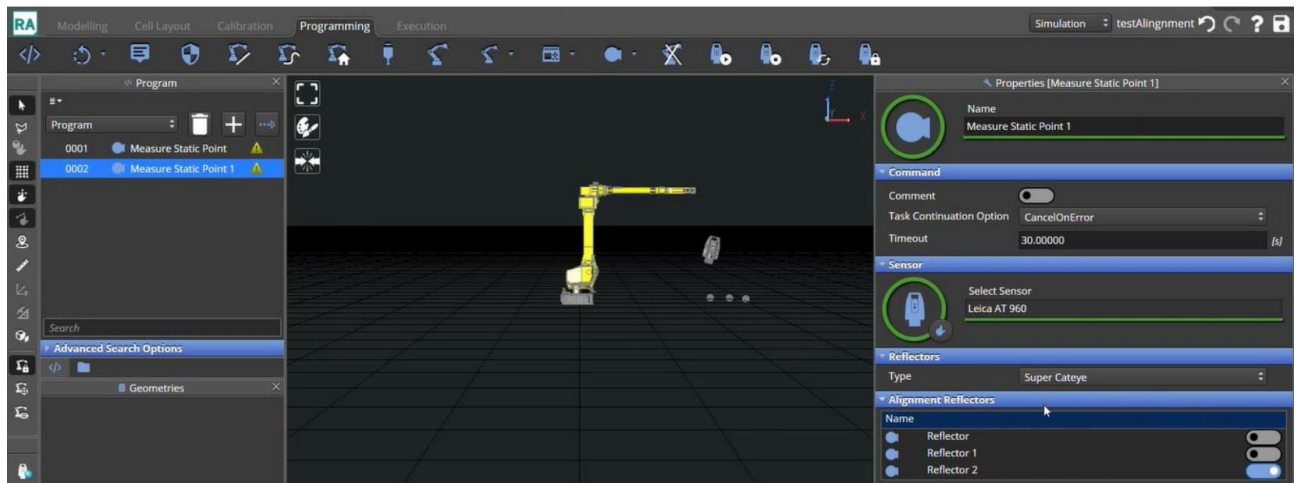 RA Modelling Cell Layout Calibration Programming Execution Simulation testAlingnment ?
</> Program
Program
0001 Measure Static Point
0002 Measure Static Point 1
Search
Advanced Search Options
</>
Geometries
Z
Y X
Properties [Measure Static Point 1]
Name
Measure Static Point 1
Command
Comment
Task Continuation Option CancelOnError
Timeout 30.00000 [s]
Sensor
Select Sensor
Leica AT 960
Reflectors
Type Super Cateye
Alignment Reflectors
Name
Reflector
Reflector 1
Reflector 2